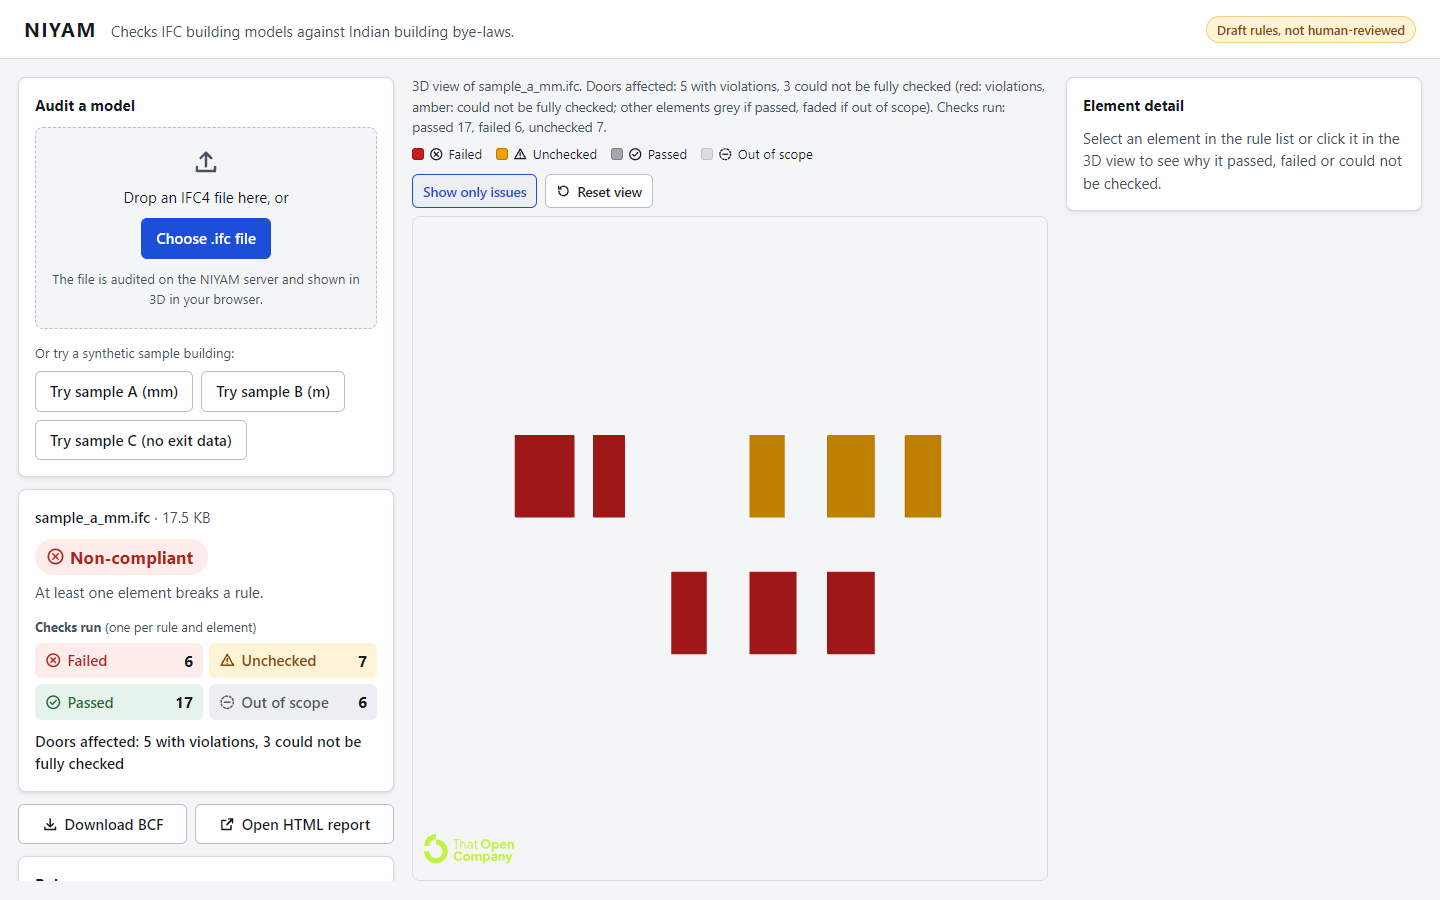 NIYAM
Checks IFC building models against Indian building bye-laws.
Draft rules, not human-reviewed
Audit a model
Drop an IFC4 file here, or
Choose .ifc file
The file is audited on the NIYAM server and shown in
3D in your browser.
Or try a synthetic sample building:
Try sample A (mm)
Try sample B (m)
Try sample C (no exit data)
sample_a_mm.ifc · 17.5 KB
Non-compliant
At least one element breaks a rule.
Checks run (one per rule and element)
Failed 6
Unchecked 7
Passed 17
Out of scope 6
Doors affected: 5 with violations, 3 could not be
fully checked
Download BCF
Open HTML report
3D view of sample_a_mm.ifc. Doors affected: 5 with violations, 3 could not be fully checked (red: violations,
amber: could not be fully checked; other elements grey if passed, faded if out of scope). Checks run:
passed 17, failed 6, unchecked 7.
Failed
Unchecked
Passed
Out of scope
Show only issues
Reset view
That Open
Company
Element detail
Select an element in the rule list or click it in the
3D view to see why it passed, failed or could not
be checked.